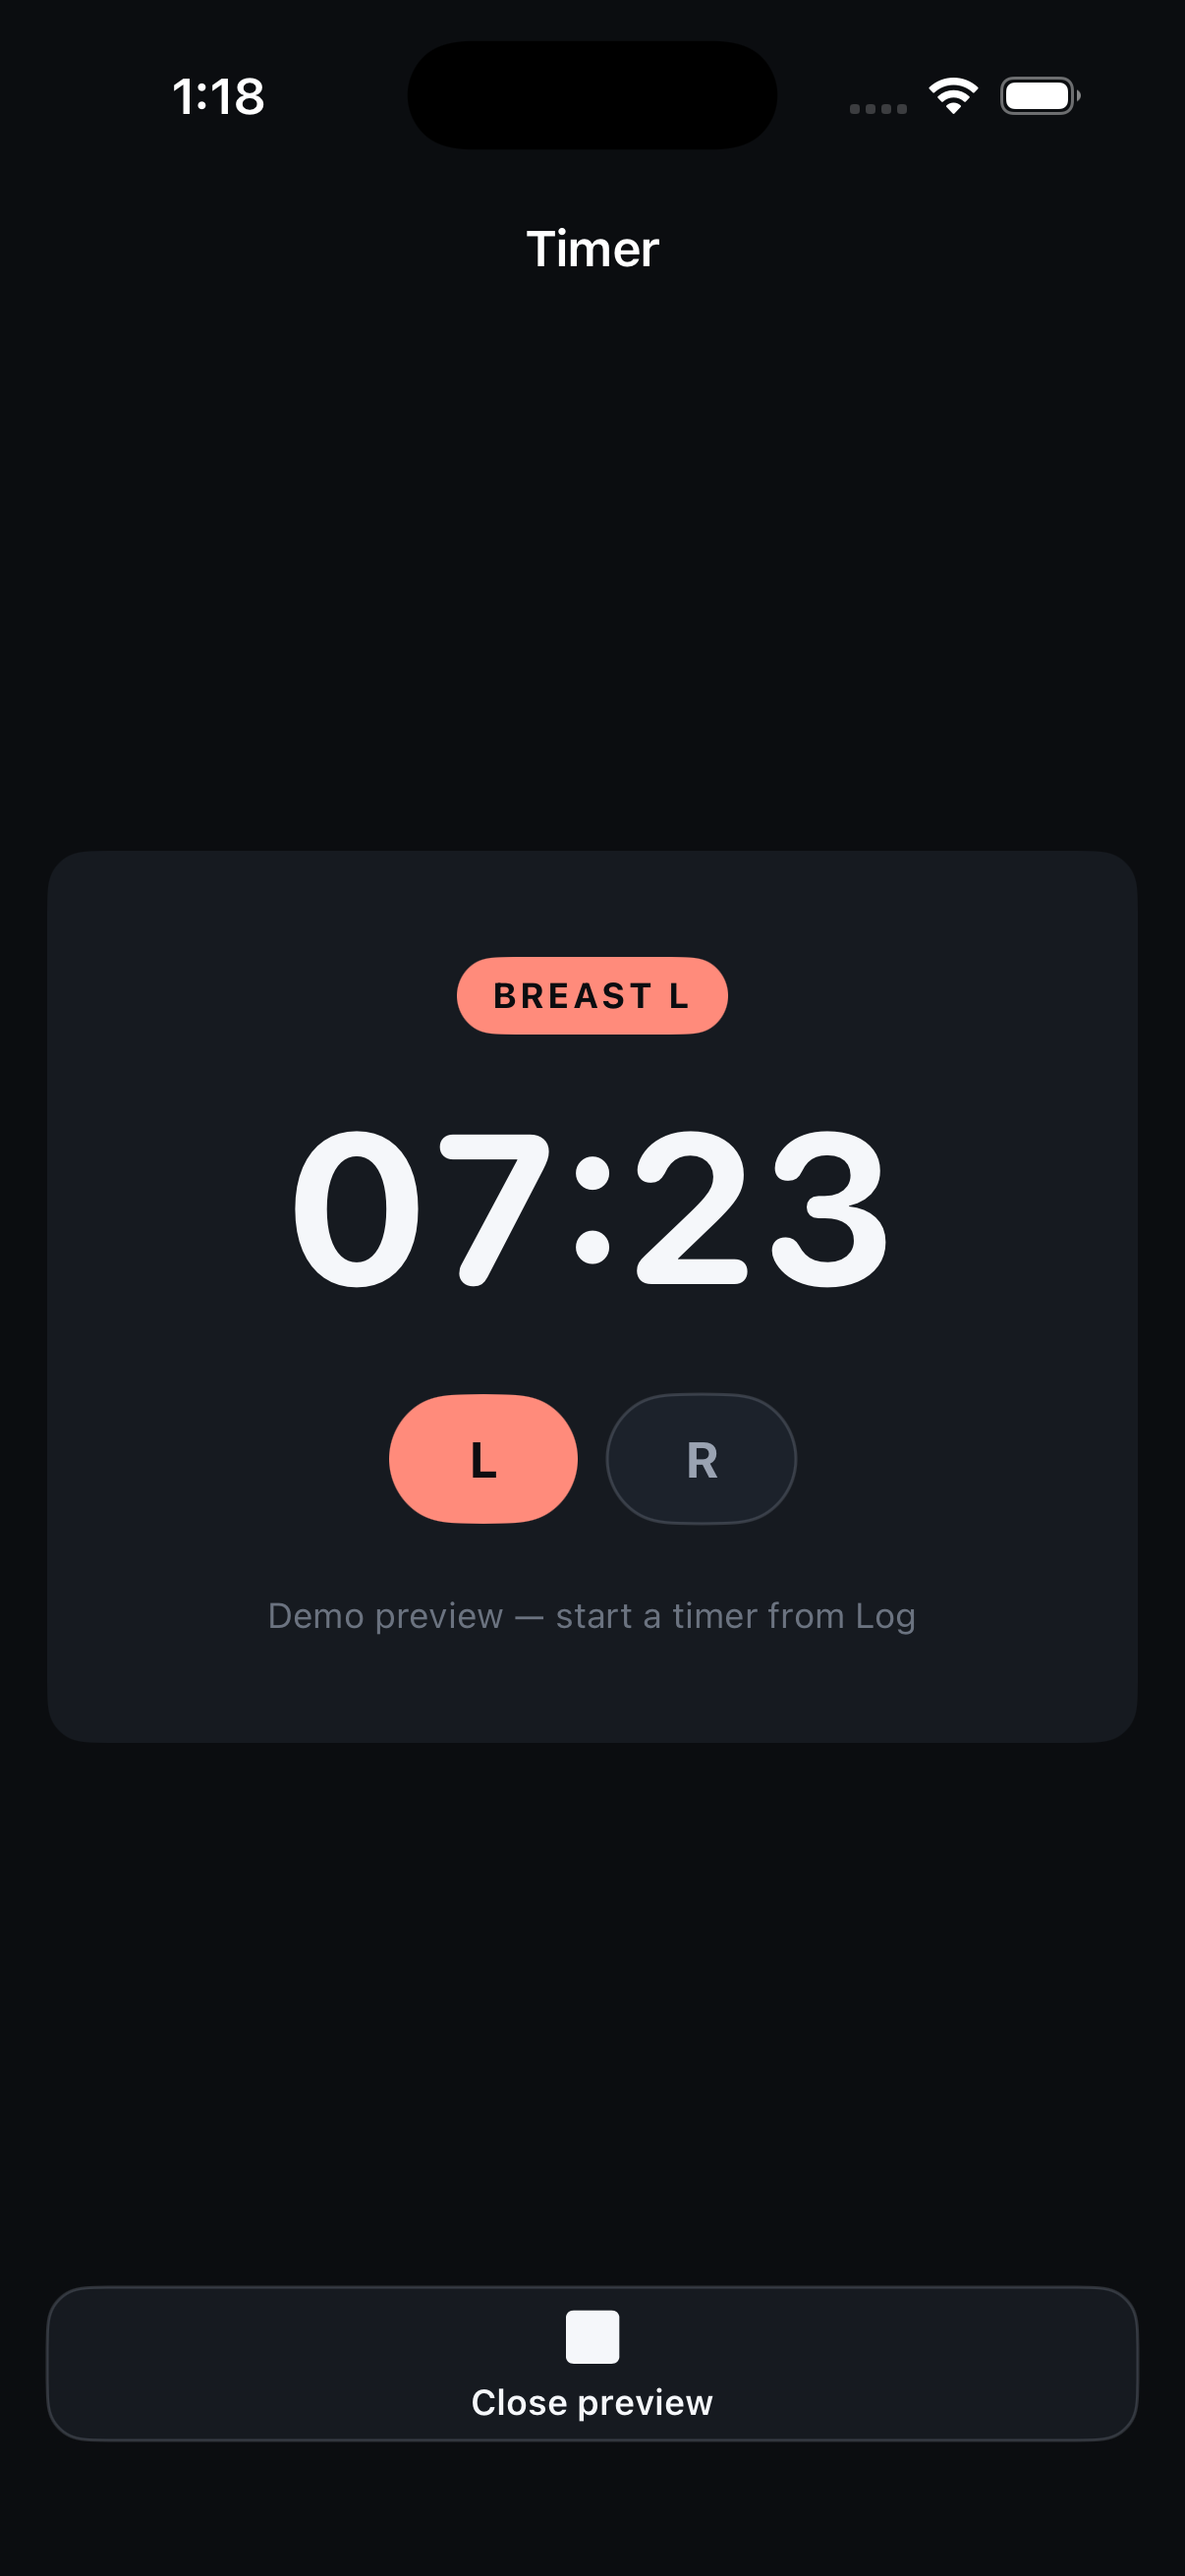 1:18
Timer
BREAST L
07:23
L R
Demo preview — start a timer from Log
Close preview